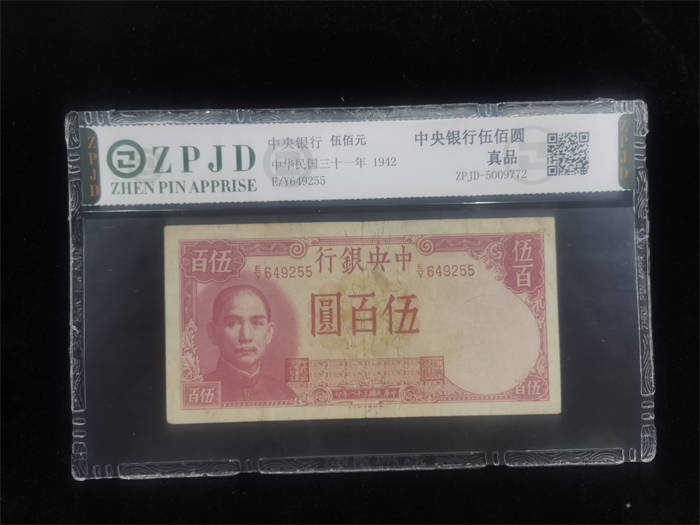 ZPJD
ZPJD
ZHEN PIN APPRISE
中央银行 伍佰元
中华民国三十一年 1942
E/Y649255
中央银行伍佰圆
真品
ZPJD-5009772
ZPJD
百伍
行銀央中
伍百
E/Y 649255
E/Y 649255
圓百伍
百伍
百伍